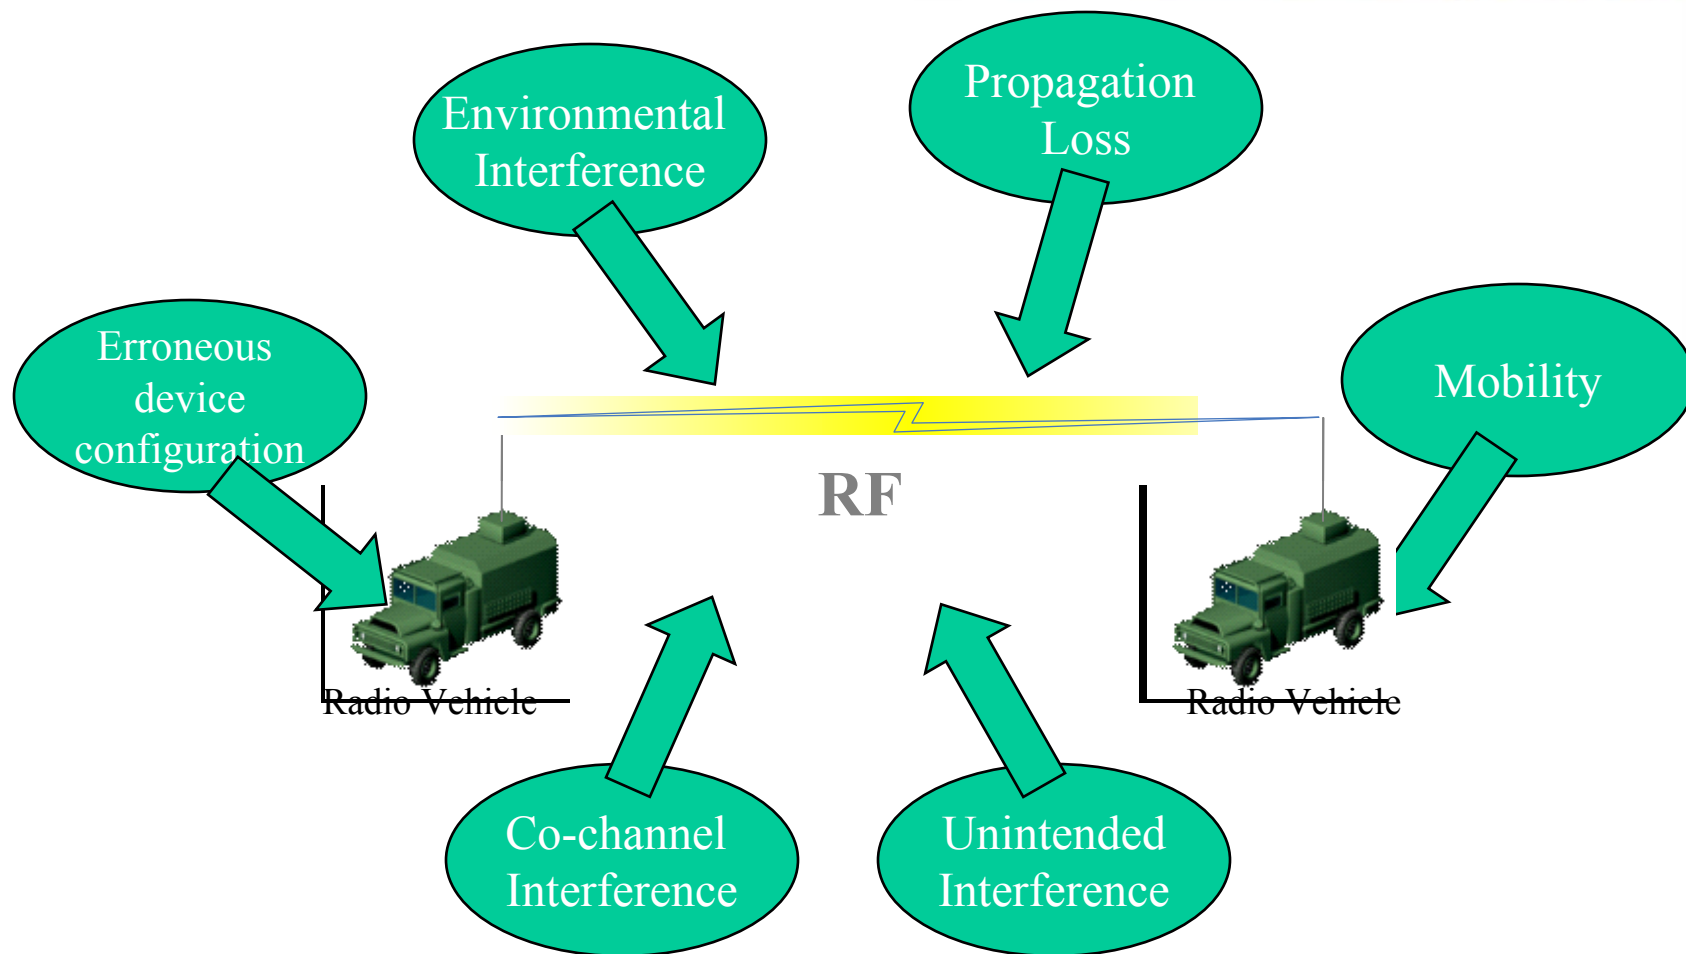 Environmental
Interference
Propagation
Loss
Erroneous
device
configuration
Mobility
RF
Radio Vehicle
Radio Vehicle
Co-channel
Interference
Unintended
Interference